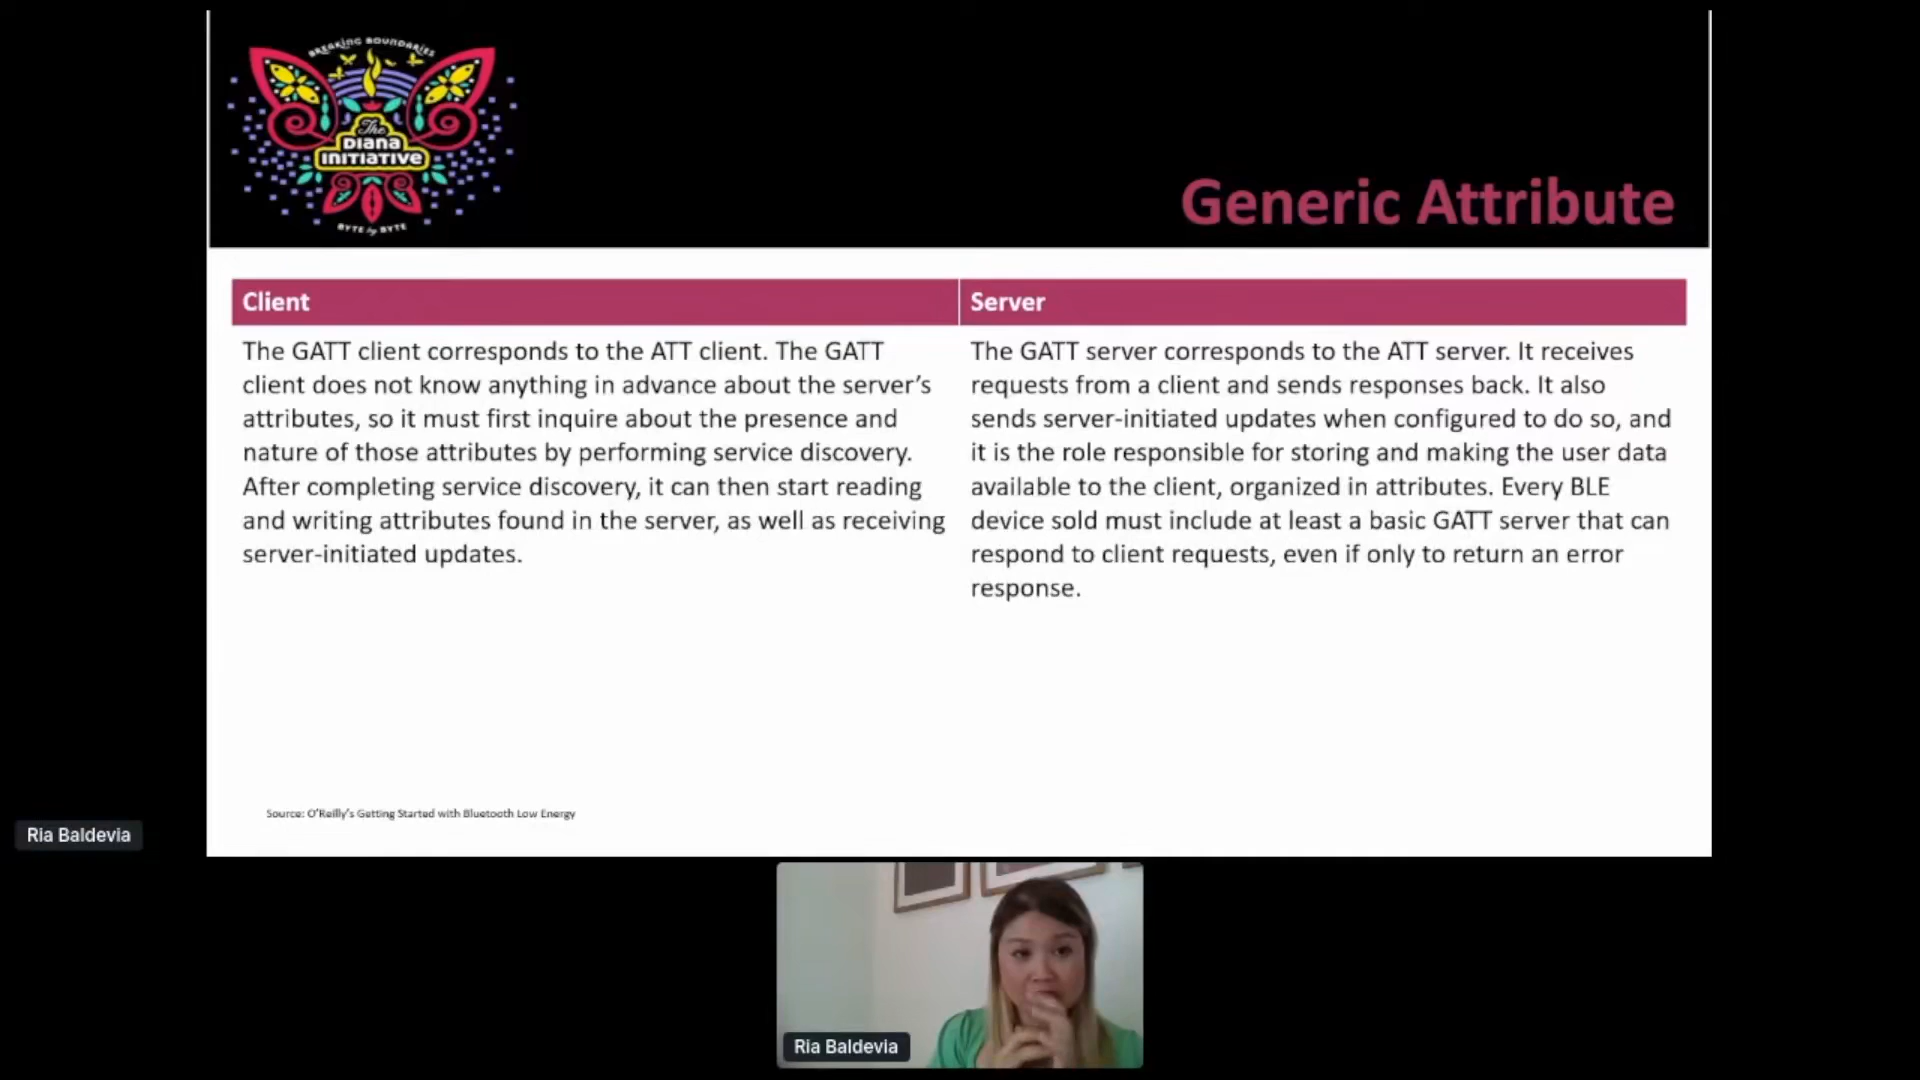 BREAKING BOUNDARIES
The
Diana
INITIATIVE
BYTE by BYTE
Generic Attribute
Client
Server
The GATT client corresponds to the ATT client. The GATT
client does not know anything in advance about the server's
attributes, so it must first inquire about the presence and
nature of those attributes by performing service discovery.
After completing service discovery, it can then start reading
and writing attributes found in the server, as well as receiving
server-initiated updates.
The GATT server corresponds to the ATT server. It receives
requests from a client and sends responses back. It also
sends server-initiated updates when configured to do so, and
it is the role responsible for storing and making the user data
available to the client, organized in attributes. Every BLE
device sold must include at least a basic GATT server that can
respond to client requests, even if only to return an error
response.
Source: O'Reilly's Getting Started with Bluetooth Low Energy
Ria Baldevia
Ria Baldevia